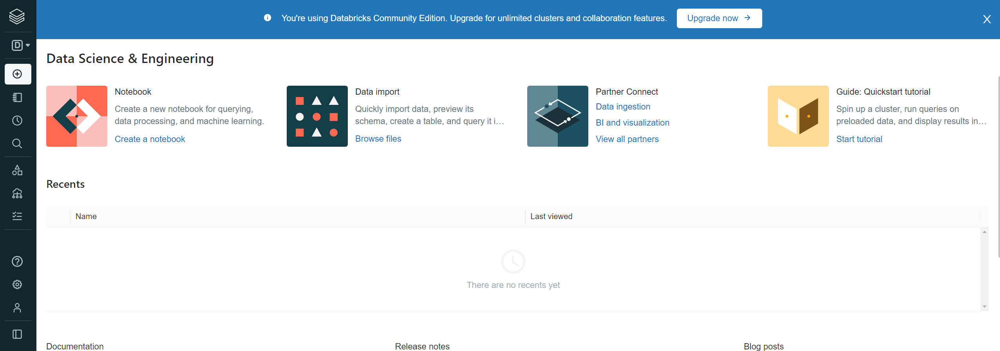 You're using Databricks Community Edition. Upgrade for unlimited clusters and collaboration features.
Upgrade now
D
Data Science & Engineering
Notebook
Create a new notebook for querying,
data processing, and machine learning.
Create a notebook
Data import
Quickly import data, preview its
schema, create a table, and query it i…
Browse files
Partner Connect
Data ingestion
BI and visualization
View all partners
Guide: Quickstart tutorial
Spin up a cluster, run queries on
preloaded data, and display results in…
Start tutorial
Recents
Name
Last viewed
There are no recents yet
Documentation
Release notes
Blog posts